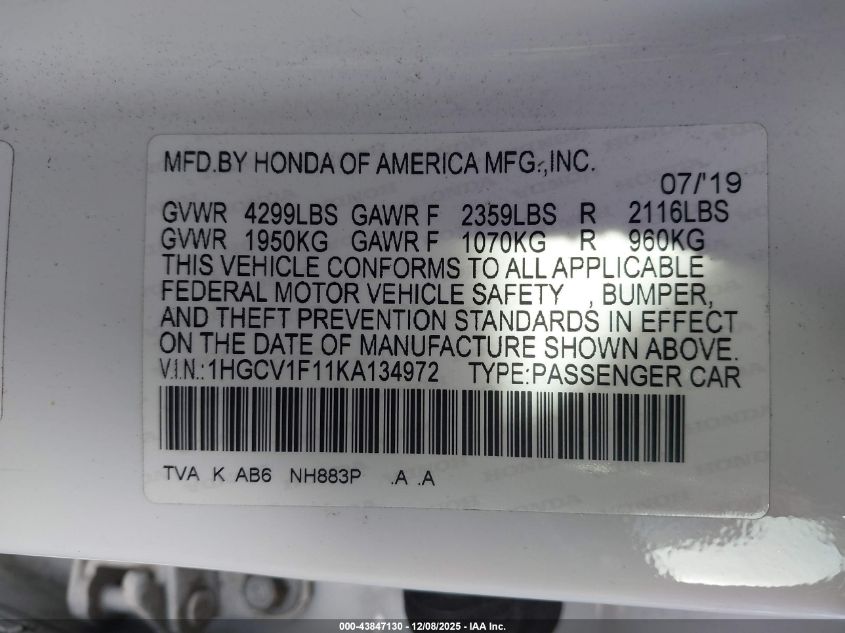 MFD.BY HONDA OF AMERICA MFG.,INC.
07/'19
GVWR 4299LBS GAWR F 2359LBS R 2116LBS
GVWR 1950KG GAWR F 1070KG R 960KG
THIS VEHICLE CONFORMS TO ALL APPLICABLE
FEDERAL MOTOR VEHICLE SAFETY , BUMPER,
AND THEFT PREVENTION STANDARDS IN EFFECT
ON THE DATE OF MANUFACTURE SHOWN ABOVE.
V.I.N.:1HGCV1F11KA134972 TYPE:PASSENGER CAR
TVA K AB6 NH883P .A .A
000-43847130 - 12/08/2025 - IAA Inc.